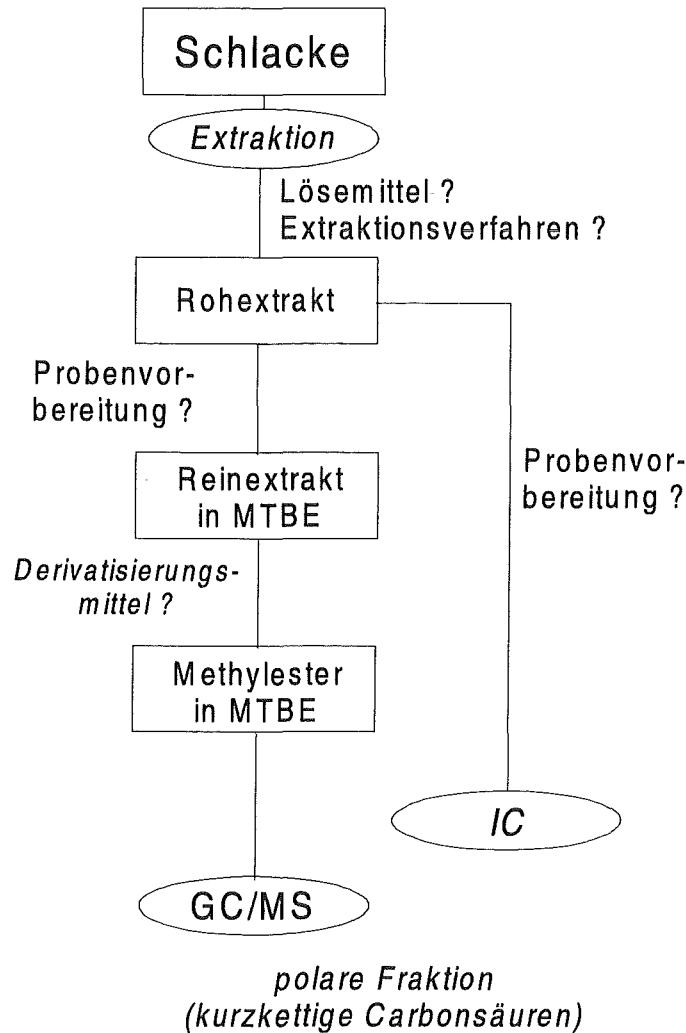 Schlacke
Extraktion
Lösemittel ?
Extraktionsverfahren ?
Rohextrakt
Probenvor-
bereitung ?
Reinextrakt
in MTBE
Probenvor-
bereitung ?
Derivatisierungs-
mittel ?
Methylester
in MTBE
IC
GC/MS
polare Fraktion
(kurzkettige Carbonsäuren)